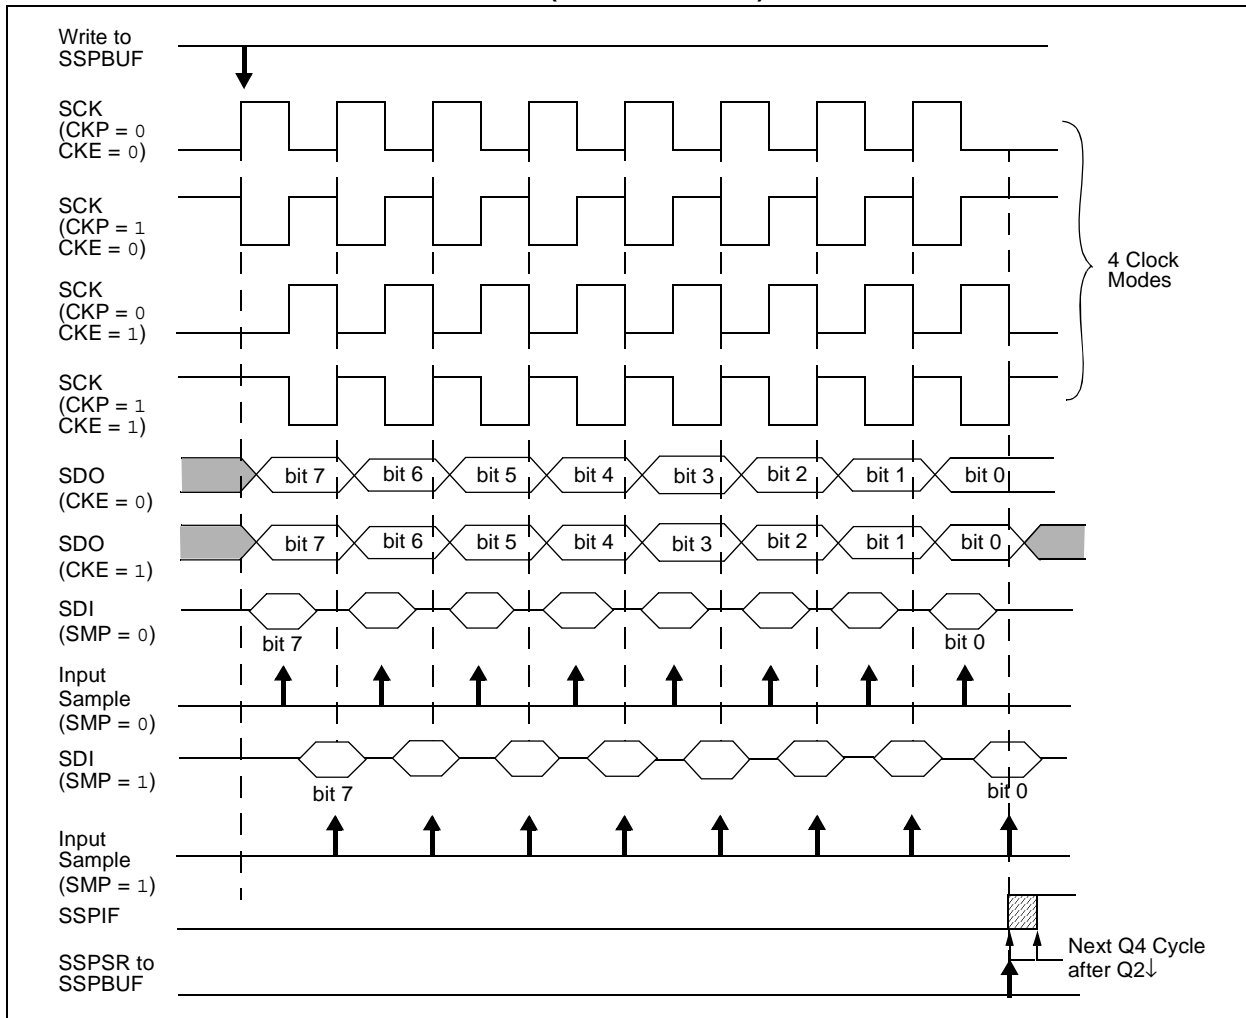 Write to
SSPBUF
SCK
(CKP = 0
CKE = 0)
SCK
(CKP = 1
CKE = 0)
SCK
(CKP = 0
CKE = 1)
SCK
(CKP = 1
CKE = 1)
4 Clock
Modes
SDO
(CKE = 0)
bit 7 bit 6 bit 5 bit 4 bit 3 bit 2 bit 1 bit 0
SDO
(CKE = 1)
bit 7 bit 6 bit 5 bit 4 bit 3 bit 2 bit 1 bit 0
SDI
(SMP = 0)
bit 7 bit 0
Input
Sample
(SMP = 0)
SDI
(SMP = 1)
bit 7 bit 0
Input
Sample
(SMP = 1)
SSPIF
Next Q4 Cycle
after Q2↓
SSPSR to
SSPBUF